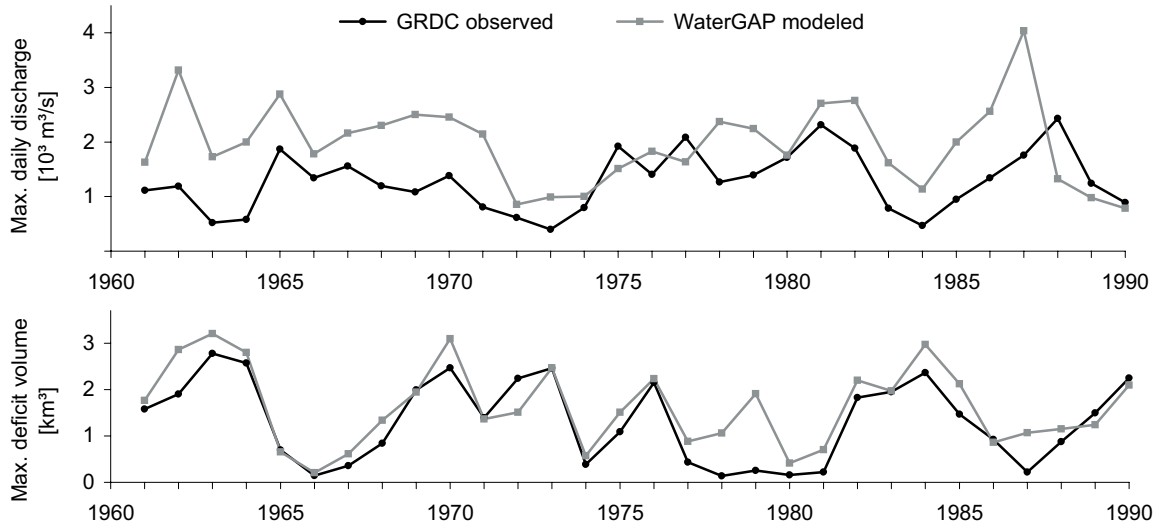 GRDC observed WaterGAP modeled
Max. daily discharge
[10³ m³/s]
4
3
2
1
1960 1965 1970 1975 1980 1985 1990
Max. deficit volume
[km³]
3
2
1
0
1960 1965 1970 1975 1980 1985 1990